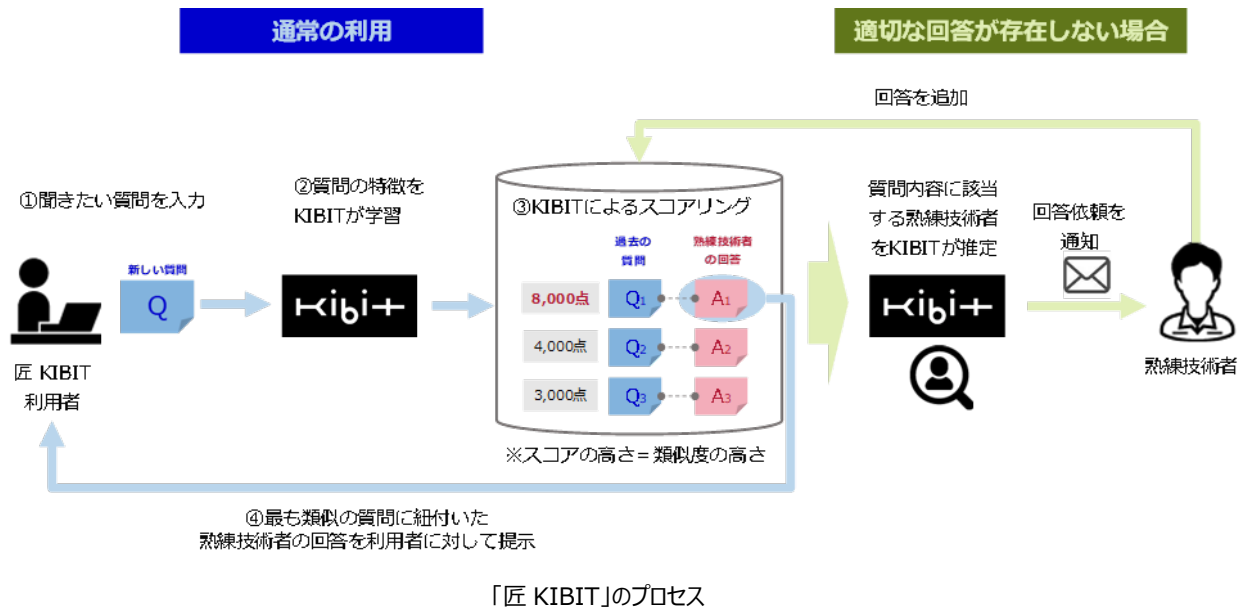 通常の利用
適切な回答が存在しない場合
回答を追加
①聞きたい質問を入力
②質問の特徴を
KIBITが学習
③KIBITによるスコアリング
質問内容に該当
する熟練技術者
をKIBITが推定
回答依頼を
通知
新しい質問
Q
Kibit
過去の
質問
熟練技術者
の回答
8,000点
Q1
A1
4,000点
Q2
A2
3,000点
Q3
A3
Kibit
匠 KIBIT
利用者
熟練技術者
※スコアの高さ=類似度の高さ
④最も類似の質問に紐付いた
熟練技術者の回答を利用者に対して提示
「匠 KIBIT」のプロセス